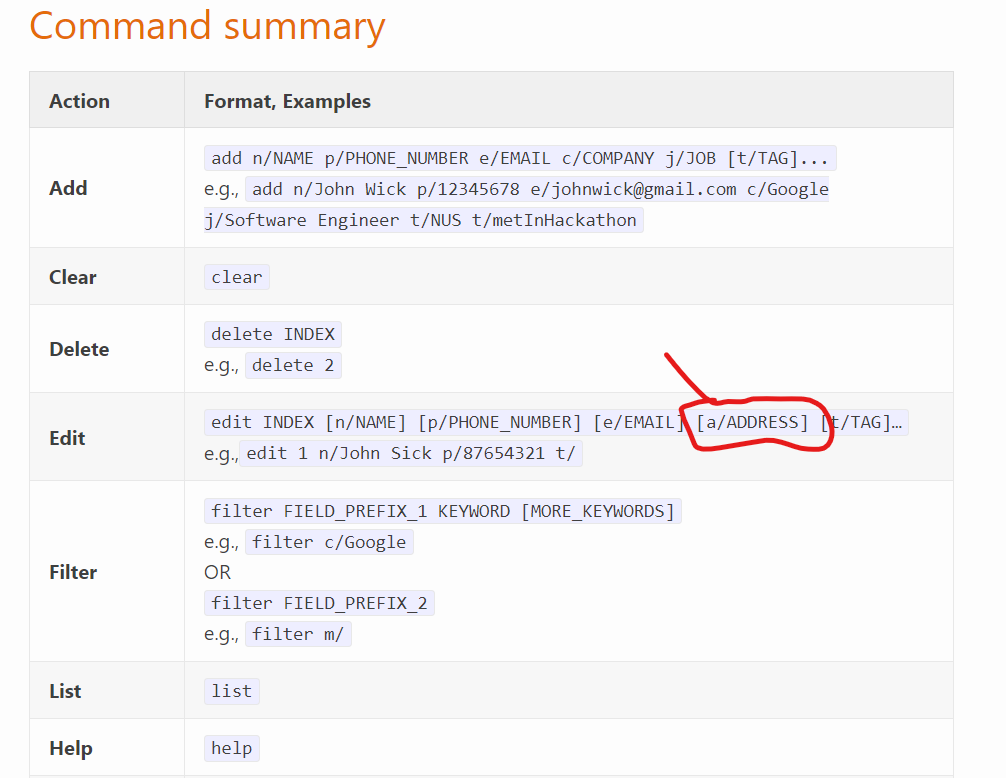 Command summary
Action Format, Examples
Add
add n/NAME p/PHONE_NUMBER e/EMAIL c/COMPANY j/JOB [t/TAG]...
e.g., add n/John Wick p/12345678 e/johnwick@gmail.com c/Google
j/Software Engineer t/NUS t/metInHackathon
Clear clear
Delete
delete INDEX
e.g., delete 2
Edit
edit INDEX [n/NAME] [p/PHONE_NUMBER] [e/EMAIL] [a/ADDRESS] [t/TAG]…
e.g., edit 1 n/John Sick p/87654321 t/
Filter
filter FIELD_PREFIX_1 KEYWORD [MORE_KEYWORDS]
e.g., filter c/Google
OR
filter FIELD_PREFIX_2
e.g., filter m/
List list
Help help